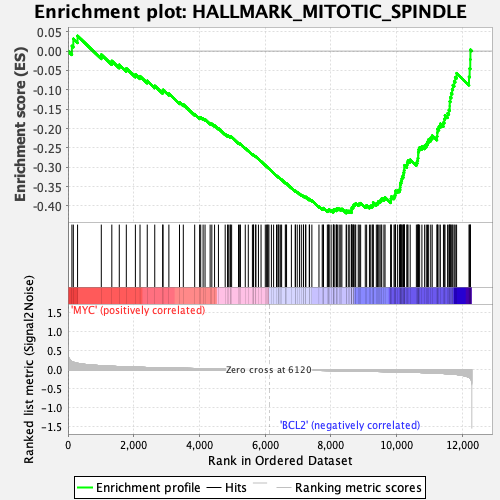 Enrichment plot: HALLMARK_MITOTIC_SPINDLE
Enrichment score (ES)
0.05
0.00
-0.05
-0.10
-0.15
-0.20
-0.25
-0.30
-0.35
-0.40
'MYC' (positively correlated)
Ranked list metric (Signal2Noise)
1.5
1.0
0.5
0.0
-0.5
-1.0
-1.5
Zero cross at 6120
'BCL2' (negatively correlated)
0 2,000 4,000 6,000 8,000 10,000 12,000
Rank in Ordered Dataset
Enrichment profile Hits Ranking metric scores